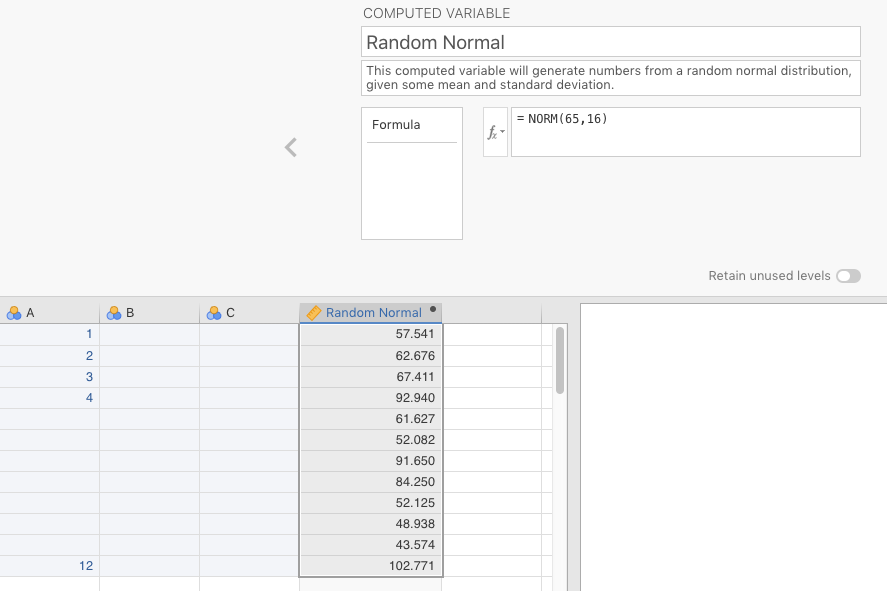 COMPUTED VARIABLE
Random Normal
This computed variable will generate numbers from a random normal distribution,
given some mean and standard deviation.
Formula
fx
= NORM(65,16)
Retain unused levels
A B C Random Normal
1 57.541
2 62.676
3 67.411
4 92.940
61.627
52.082
91.650
84.250
52.125
48.938
43.574
12 102.771